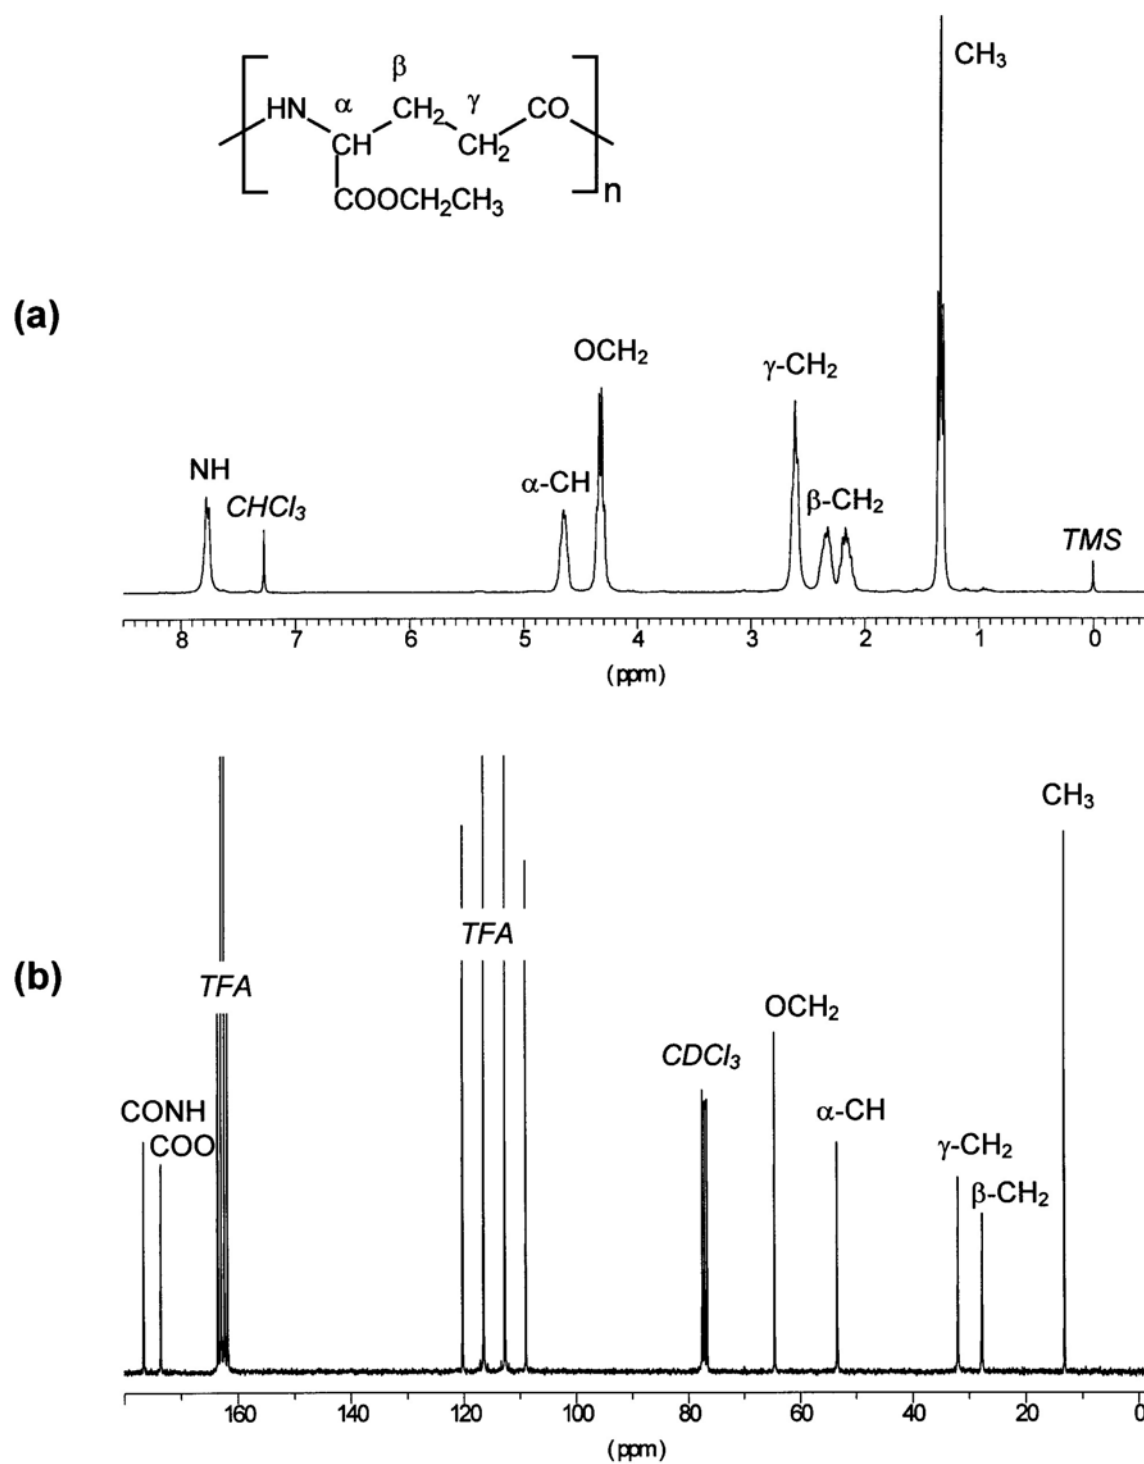 β
HN α CH₂ γ CO
CH CH₂
COOCH₂CH₃ n
CH₃
(a)
OCH₂
γ-CH₂
NH
α-CH
CHCl₃
β-CH₂
TMS
8 7 6 5 4 3 2 1 0
(ppm)
CH₃
TFA
(b)
TFA
OCH₂
CDCl₃
CONH
α-CH
COO
γ-CH₂
β-CH₂
160 140 120 100 80 60 40 20 0
(ppm)